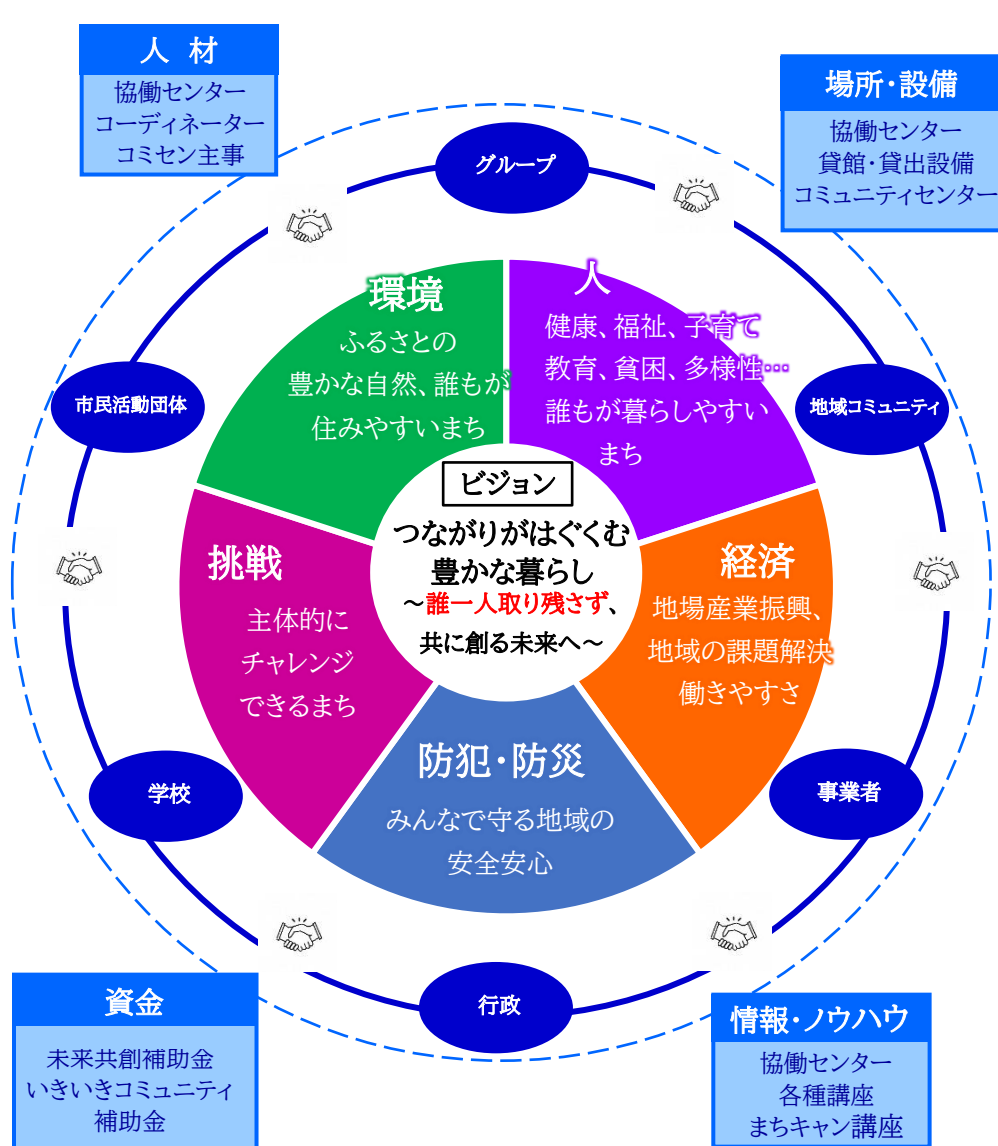 人 材
協働センター
コーディネーター
コミセン主事
場所・設備
協働センター
貸館・貸出設備
コミュニティセンター
グループ
市民活動団体
地域コミュニティ
学校
事業者
行政
環境
ふるさとの
豊かな自然、誰もが
住みやすいまち
人
健康、福祉、子育て
教育、貧困、多様性…
誰もが暮らしやすい
まち
挑戦
主体的に
チャレンジ
できるまち
ビジョン
つながりがはぐくむ
豊かな暮らし
～誰一人取り残さず、
共に創る未来へ～
経済
地場産業振興、
地域の課題解決
働きやすさ
防犯・防災
みんなで守る地域の
安全安心
資金
未来共創補助金
いきいきコミュニティ
補助金
情報・ノウハウ
協働センター
各種講座
まちキャン講座